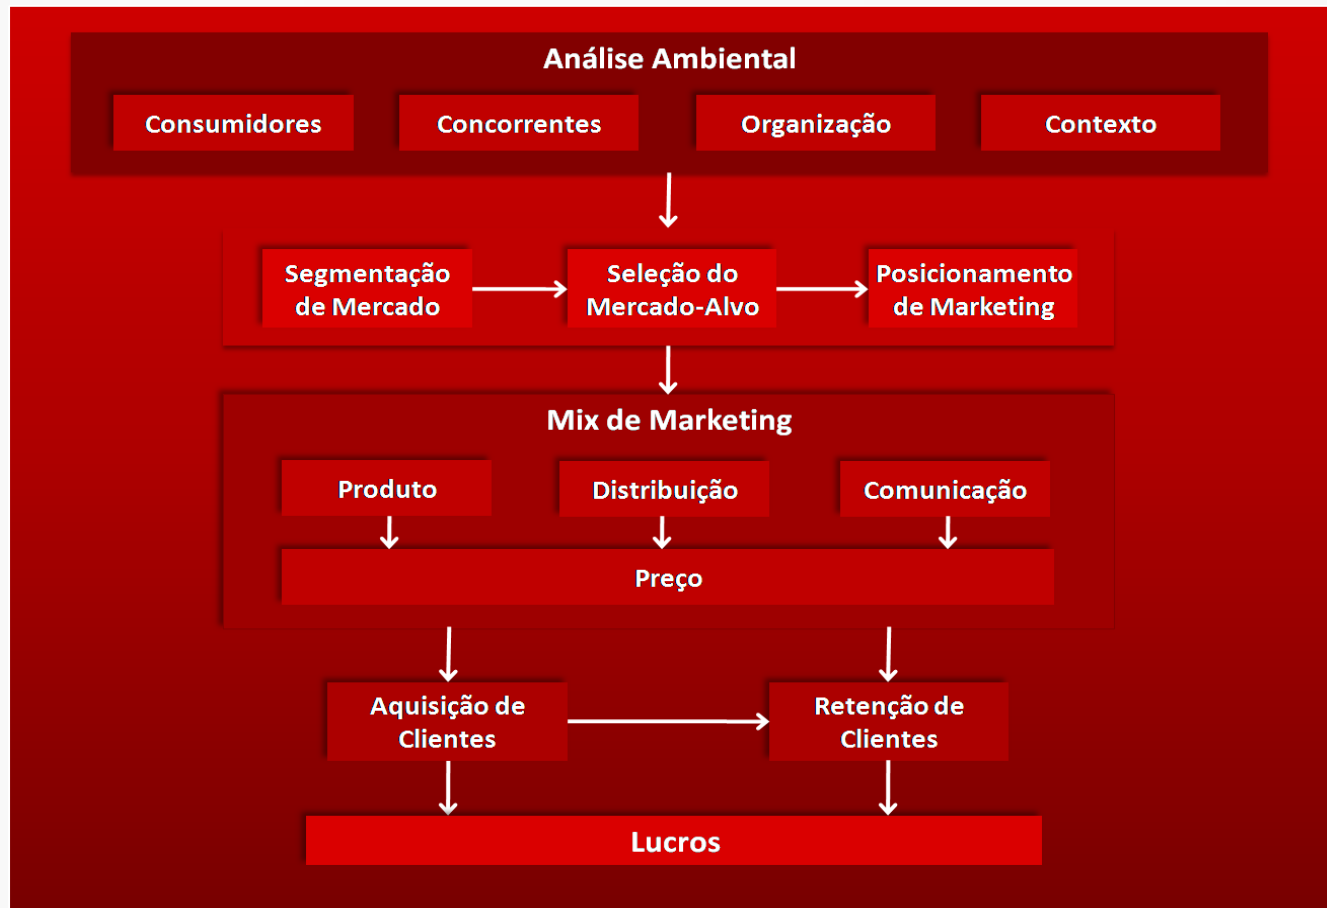 Análise Ambiental
Consumidores
Concorrentes
Organização
Contexto
Segmentação
de Mercado
Seleção do
Mercado-Alvo
Posicionamento
de Marketing
Mix de Marketing
Produto
Distribuição
Comunicação
Preço
Aquisição de
Clientes
Retenção de
Clientes
Lucros